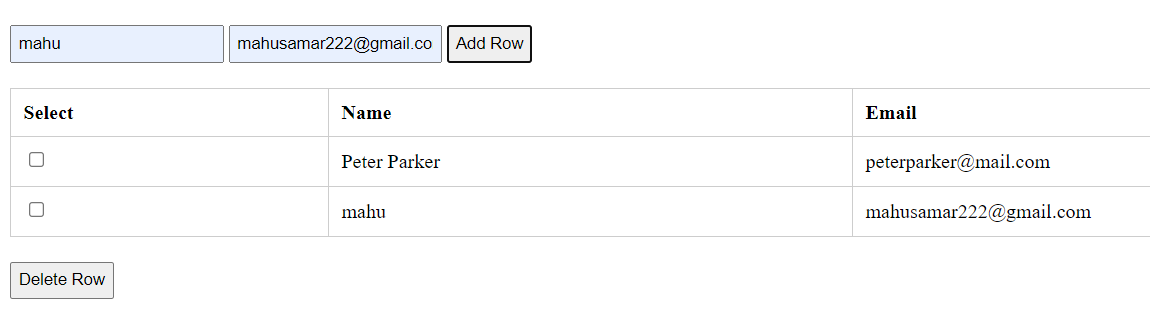 mahu mahusamar222@gmail.co Add Row
Select Name Email
Peter Parker peterparker@mail.com
mahu mahusamar222@gmail.com
Delete Row